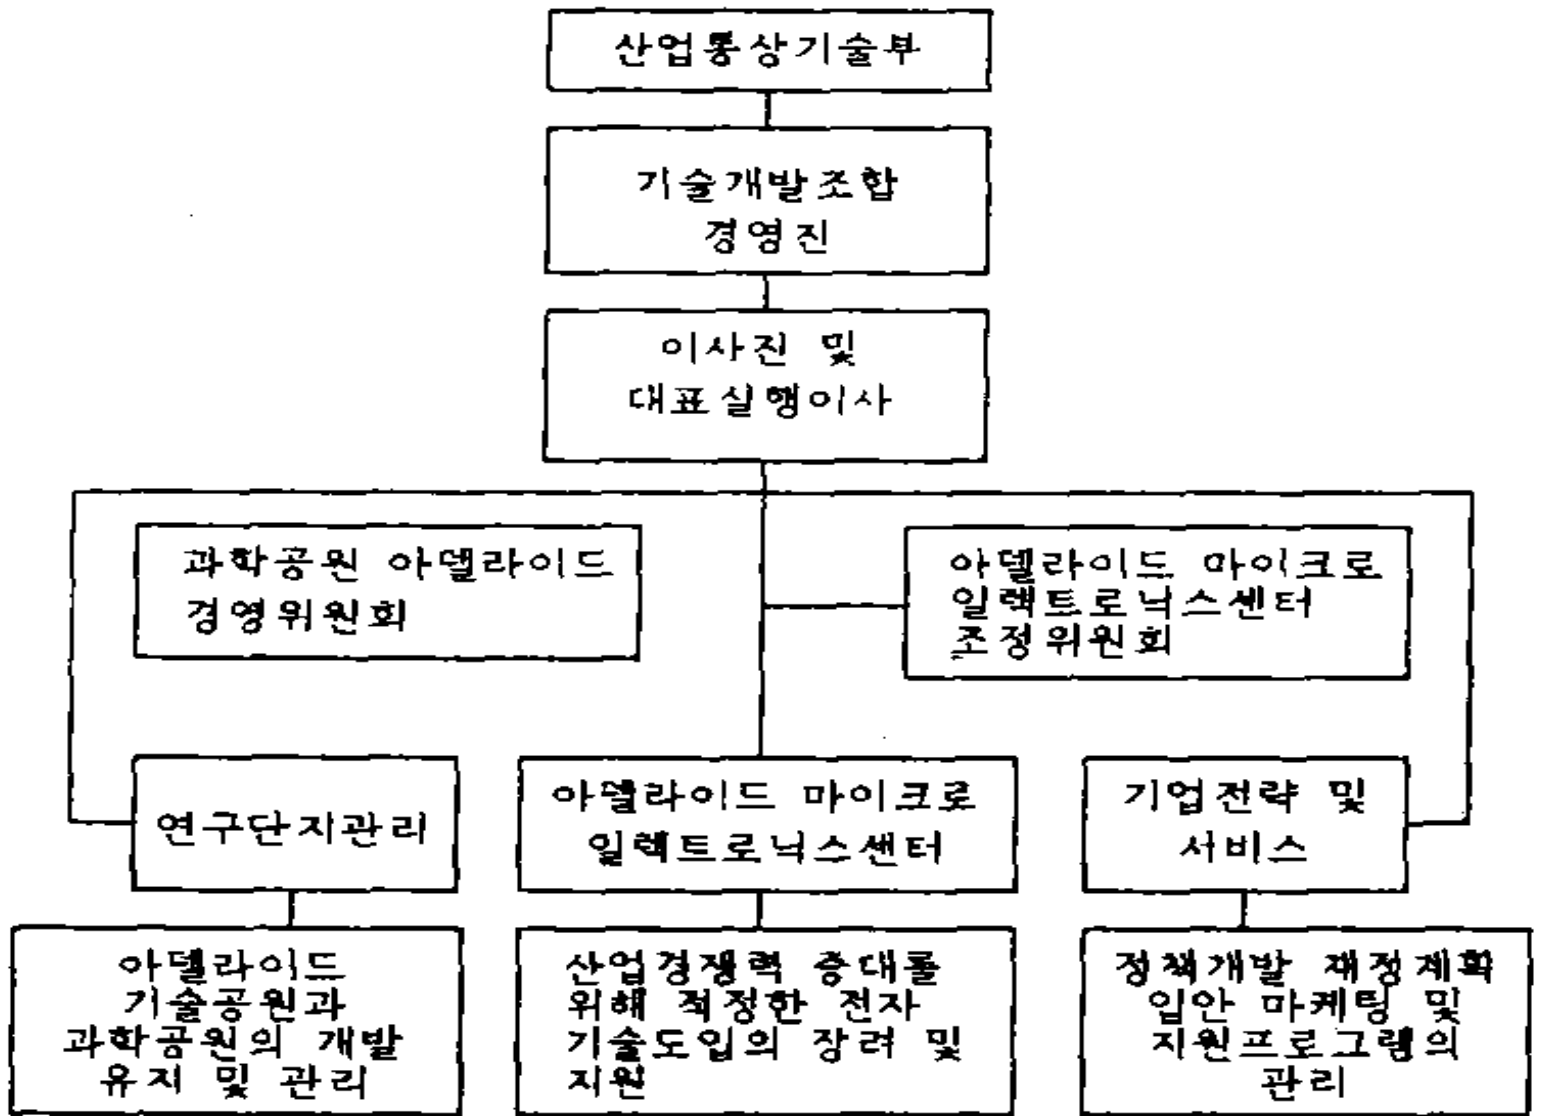 산업통상기술부
기술개발조합
경영진
이사진 및
대표실행이사
과학공원 아델라이드
경영위원회
아델라이드 마이크로
일렉트로닉스센터
조정위원회
연구단지관리
아델라이드 마이크로
일렉트로닉스센터
기업전략 및
서비스
아델라이드
기술공원과
과학공원의 개발
유지 및 관리
산업경쟁력 증대를
위해 적정한 전자
기술도입의 장려 및
지원
정책개발 재정계획
입안 마케팅 및
지원프로그램의
관리